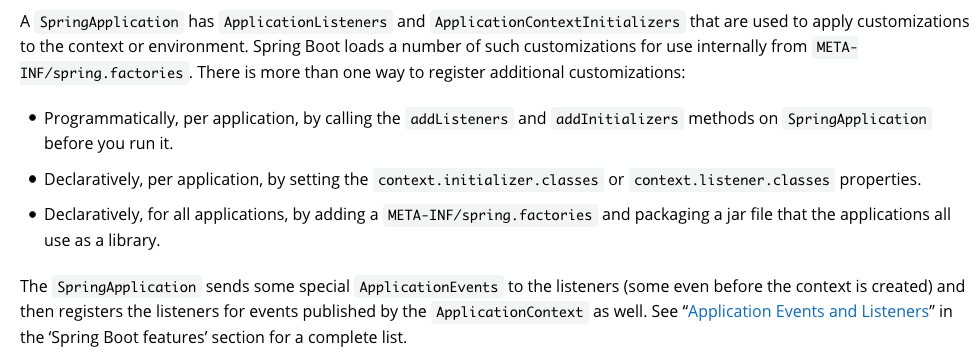 A SpringApplication has ApplicationListeners and ApplicationContextInitializers that are used to apply customizations
to the context or environment. Spring Boot loads a number of such customizations for use internally from META-
INF/spring.factories. There is more than one way to register additional customizations:
• Programmatically, per application, by calling the addListeners and addInitializers methods on SpringApplication
before you run it.
• Declaratively, per application, by setting the context.initializer.classes or context.listener.classes properties.
• Declaratively, for all applications, by adding a META-INF/spring.factories and packaging a jar file that the applications all
use as a library.
The SpringApplication sends some special ApplicationEvents to the listeners (some even before the context is created) and
then registers the listeners for events published by the ApplicationContext as well. See “Application Events and Listeners” in
the ‘Spring Boot features’ section for a complete list.